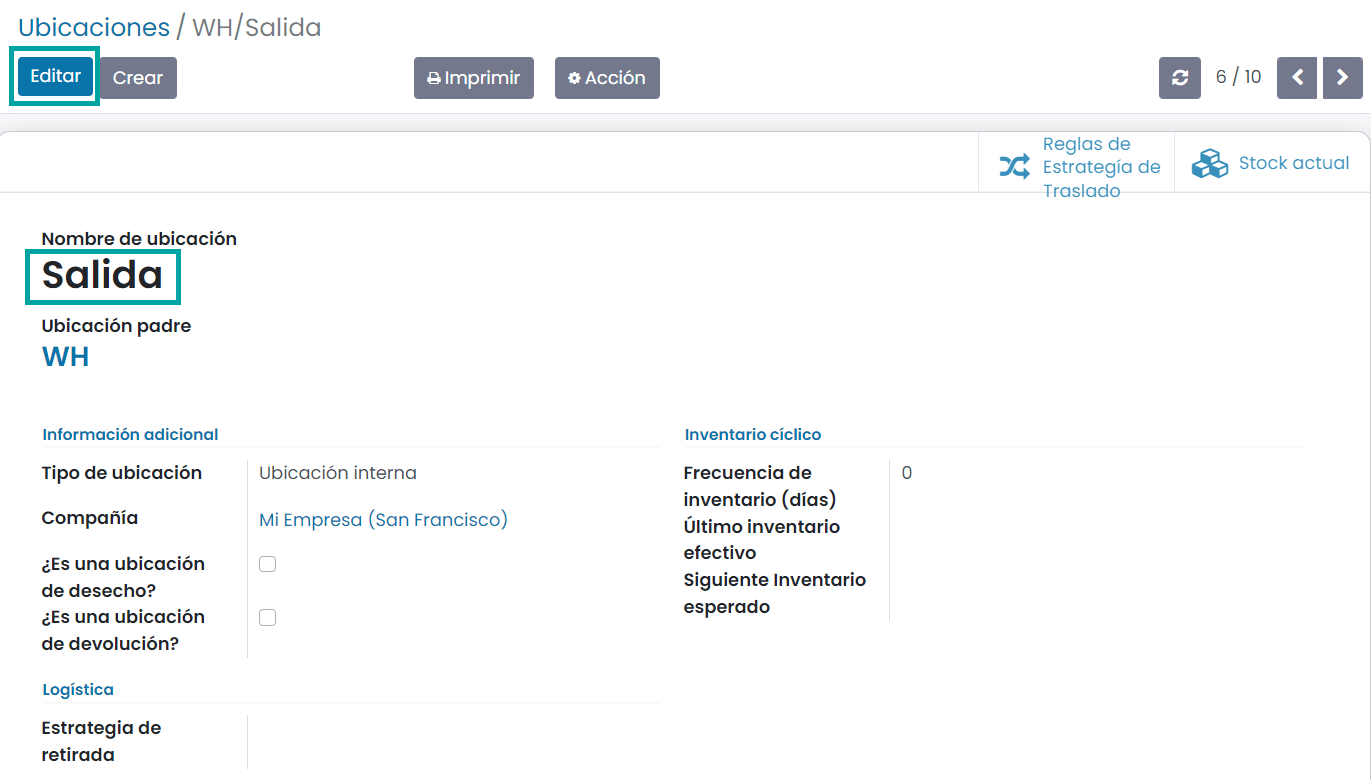 Ubicaciones / WH/Salida
Editar Crear Imprimir Acción 6 / 10
Reglas de
Estrategía de
Traslado
Stock actual
Nombre de ubicación
Salida
Ubicación padre
WH
Información adicional
Tipo de ubicación Ubicación interna
Compañía Mi Empresa (San Francisco)
¿Es una ubicación
de desecho?
¿Es una ubicación
de devolución?
Logística
Estrategia de
retirada
Inventario cíclico
Frecuencia de 0
inventario (días)
Último inventario
efectivo
Siguiente Inventario
esperado